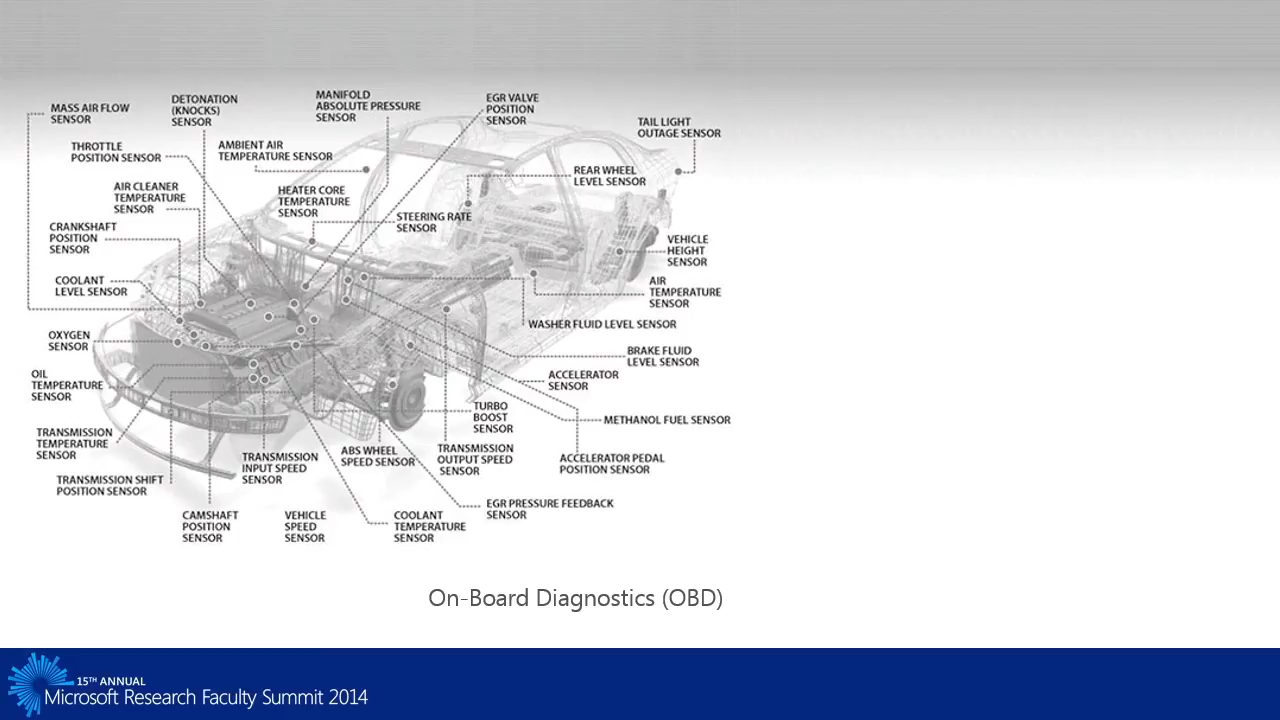 MASS AIR FLOW
SENSOR
DETONATION
(KNOCKS)
SENSOR
MANIFOLD
ABSOLUTE PRESSURE
SENSOR
EGR VALVE
POSITION
SENSOR
TAIL LIGHT
OUTAGE SENSOR
THROTTLE
POSITION SENSOR
AMBIENT AIR
TEMPERATURE SENSOR
REAR WHEEL
LEVEL SENSOR
AIR CLEANER
TEMPERATURE
SENSOR
HEATER CORE
TEMPERATURE
SENSOR
STEERING RATE
SENSOR
CRANKSHAFT
POSITION
SENSOR
VEHICLE
HEIGHT
SENSOR
COOLANT
LEVEL SENSOR
AIR
TEMPERATURE
SENSOR
WASHER FLUID LEVEL SENSOR
OXYGEN
SENSOR
BRAKE FLUID
LEVEL SENSOR
OIL
TEMPERATURE
SENSOR
ACCELERATOR
SENSOR
TURBO
BOOST
SENSOR
METHANOL FUEL SENSOR
TRANSMISSION
TEMPERATURE
SENSOR
TRANSMISSION
INPUT SPEED
SENSOR
ABS WHEEL
SPEED SENSOR
TRANSMISSION
OUTPUT SPEED
SENSOR
ACCELERATOR PEDAL
POSITION SENSOR
TRANSMISSION SHIFT
POSITION SENSOR
EGR PRESSURE FEEDBACK
SENSOR
CAMSHAFT
POSITION
SENSOR
VEHICLE
SPEED
SENSOR
COOLANT
TEMPERATURE
SENSOR
On-Board Diagnostics (OBD)
15TH ANNUAL
Microsoft Research Faculty Summit 2014